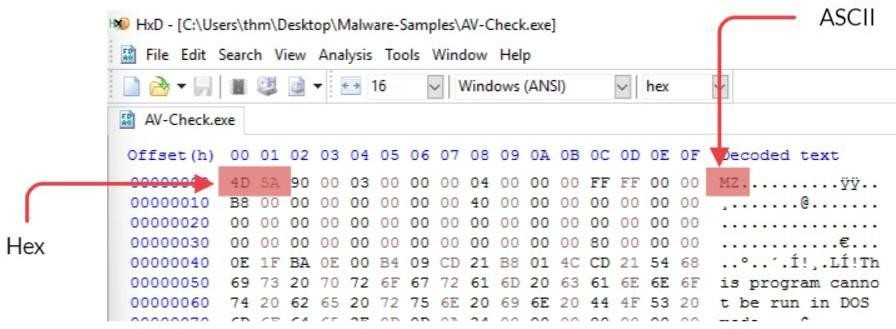 ASCII
HxD - [C:\Users\thm\Desktop\Malware-Samples\AV-Check.exe]
File Edit Search View Analysis Tools Window Help
16 Windows (ANSI) hex
AV-Check.exe
Offset(h) 00 01 02 03 04 05 06 07 08 09 0A 0B 0C 0D 0E 0F Decoded text
00000000 4D 5A 90 00 03 00 00 00 04 00 00 00 FF FF 00 00 MZ..........ÿÿ..
00000010 B8 00 00 00 00 00 00 00 40 00 00 00 00 00 00 00 ¸.......@.......
00000020 00 00 00 00 00 00 00 00 00 00 00 00 00 00 00 00 ................
00000030 00 00 00 00 00 00 00 00 00 00 00 00 80 00 00 00 ............€...
Hex
00000040 0E 1F BA 0E 00 B4 09 CD 21 B8 01 4C CD 21 54 68 ..º..´.Í!¸.LÍ!Th
00000050 69 73 20 70 72 6F 67 72 61 6D 20 63 61 6E 6E 6F is program canno
00000060 74 20 62 65 20 72 75 6E 20 69 6E 20 44 4F 53 20 t be run in DOS